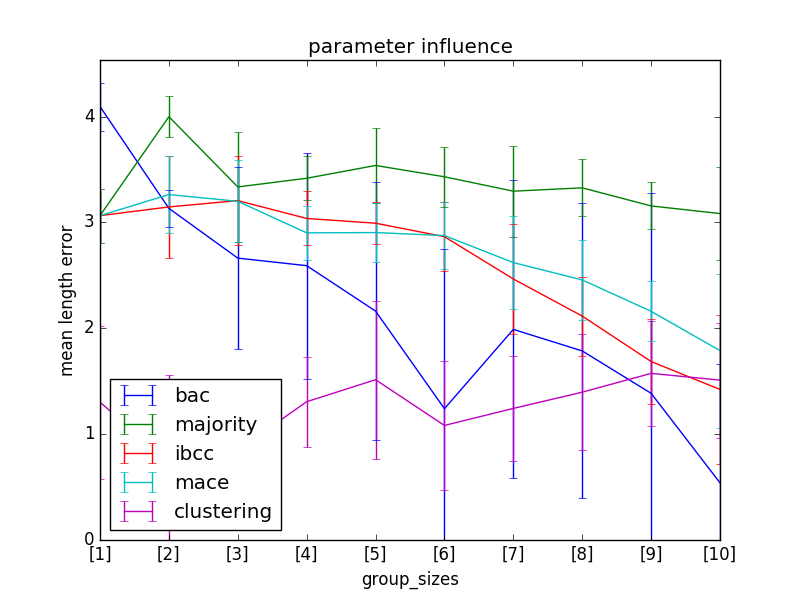 parameter influence
mean length error
4
3
2
1
0
bac
majority
ibcc
mace
clustering
[1] [2] [3] [4] [5] [6] [7] [8] [9] [10]
group_sizes